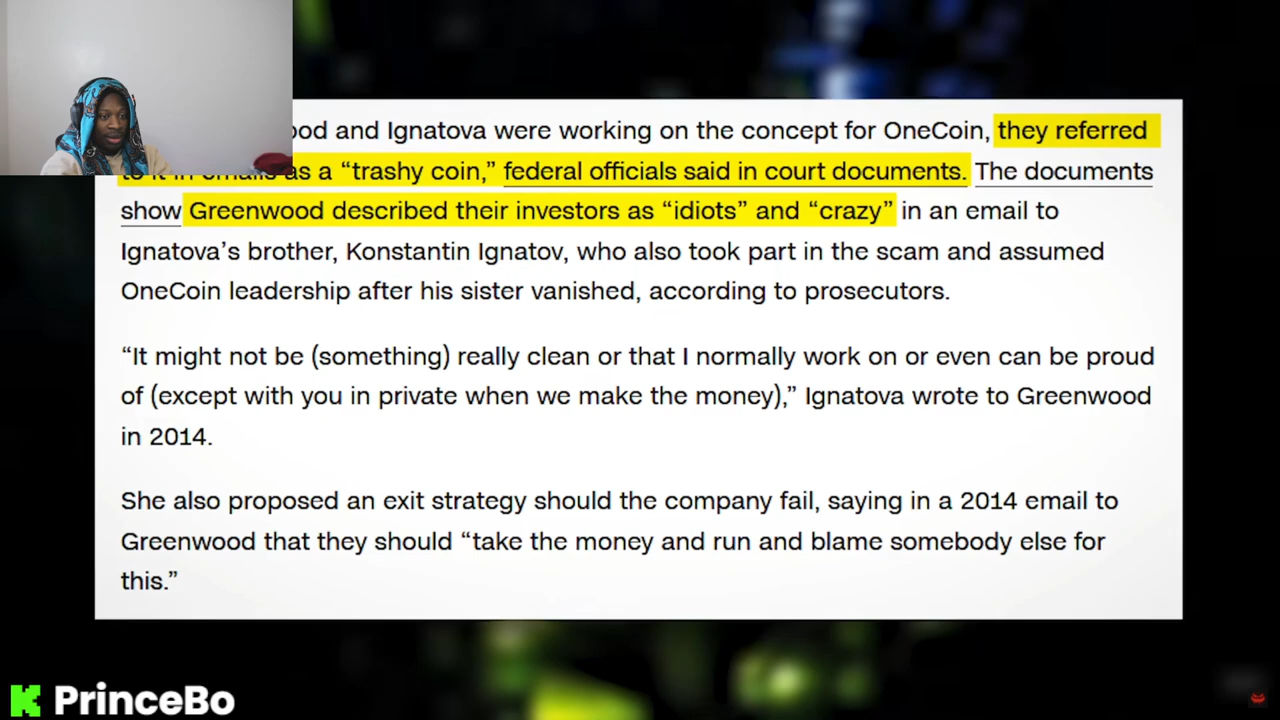 ood and Ignatova were working on the concept for OneCoin, they referred
to it in emails as a “trashy coin,” federal officials said in court documents. The documents
show Greenwood described their investors as “idiots” and “crazy” in an email to
Ignatova’s brother, Konstantin Ignatov, who also took part in the scam and assumed
OneCoin leadership after his sister vanished, according to prosecutors.
“It might not be (something) really clean or that I normally work on or even can be proud
of (except with you in private when we make the money),” Ignatova wrote to Greenwood
in 2014.
She also proposed an exit strategy should the company fail, saying in a 2014 email to
Greenwood that they should “take the money and run and blame somebody else for
this.”
K PrinceBo